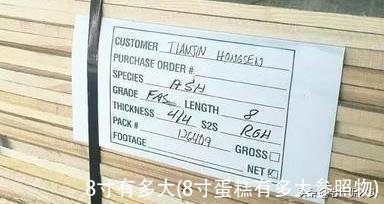 CUSTOMER TIANJIN HONGSEN
PURCHASE ORDER #
SPECIES ASH
GRADE FAS LENGTH 8
THICKNESS 4/4 S2S RGH
PACK # 126409 GROSS
FOOTAGE NET
8寸有多大(8寸蛋糕有多大参照物)